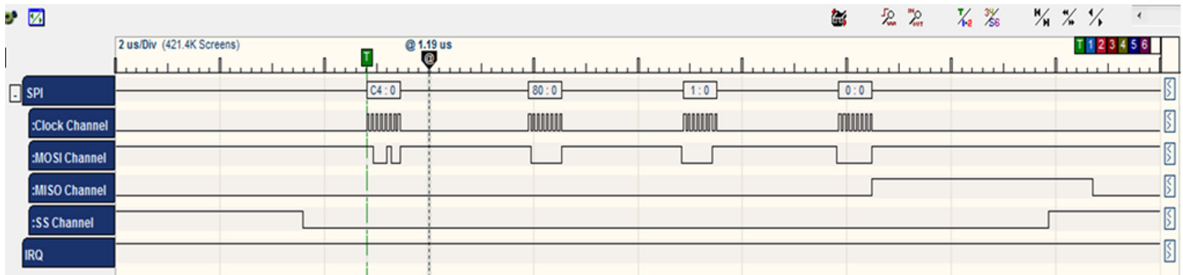 2 us/Div (421.4K Screens)
@ 1.19 us
T 1 2 3 4 5 6
T
@
SPI
C4 : 0
80 : 0
1 : 0
0 : 0
:Clock Channel
:MOSI Channel
:MISO Channel
:SS Channel
IRQ